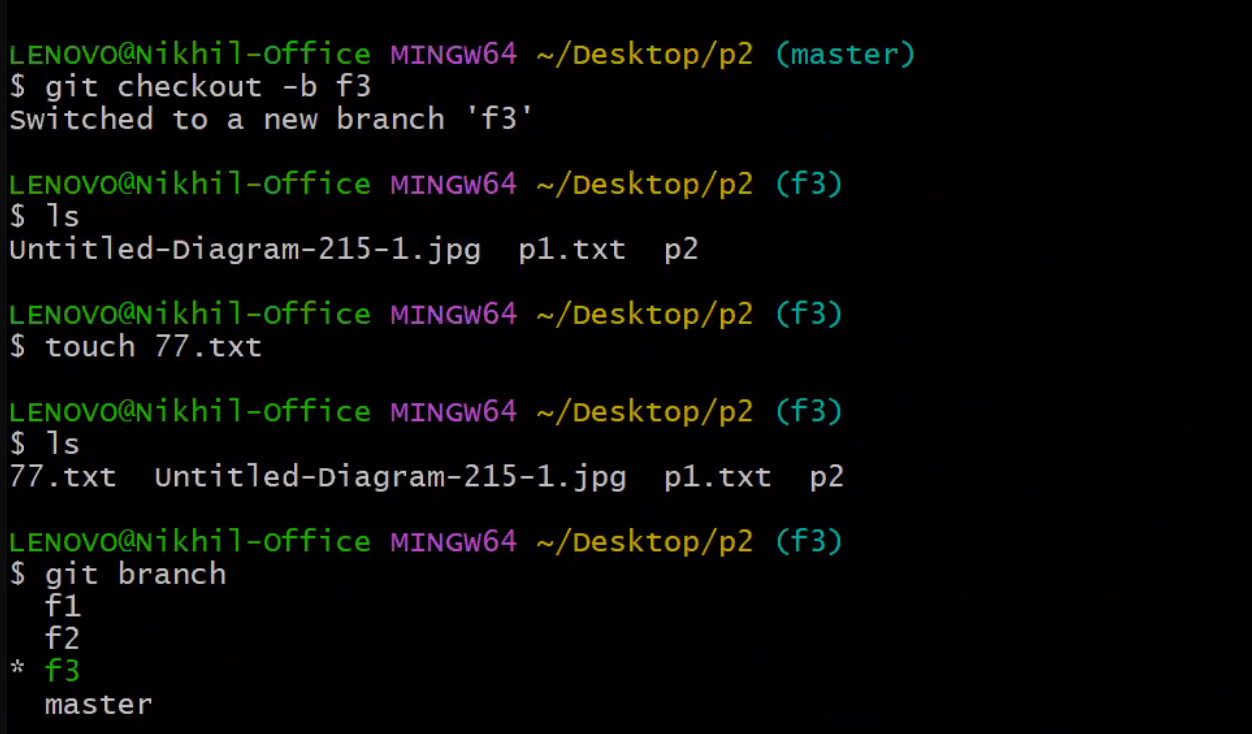 LENOVO@Nikhil-Office MINGW64 ~/Desktop/p2 (master)
$ git checkout -b f3
Switched to a new branch 'f3'
LENOVO@Nikhil-Office MINGW64 ~/Desktop/p2 (f3)
$ ls
Untitled-Diagram-215-1.jpg  p1.txt  p2
LENOVO@Nikhil-Office MINGW64 ~/Desktop/p2 (f3)
$ touch 77.txt
LENOVO@Nikhil-Office MINGW64 ~/Desktop/p2 (f3)
$ ls
77.txt  Untitled-Diagram-215-1.jpg  p1.txt  p2
LENOVO@Nikhil-Office MINGW64 ~/Desktop/p2 (f3)
$ git branch
  f1
  f2
* f3
  master